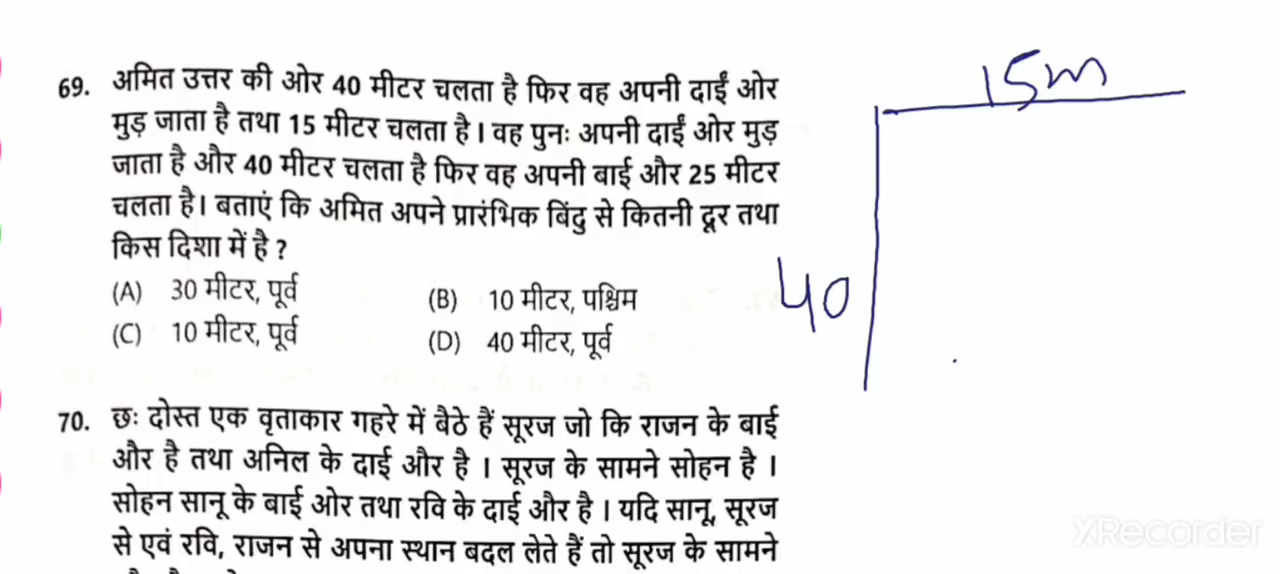 69. अमित उत्तर की ओर 40 मीटर चलता है फिर वह अपनी दाईं ओर
मुड़ जाता है तथा 15 मीटर चलता है। वह पुनः अपनी दाईं ओर मुड़
जाता है और 40 मीटर चलता है फिर वह अपनी बाई और 25 मीटर
चलता है। बताएं कि अमित अपने प्रारंभिक बिंदु से कितनी दूर तथा
किस दिशा में है ?
(A) 30 मीटर, पूर्व (B) 10 मीटर, पश्चिम
(C) 10 मीटर, पूर्व (D) 40 मीटर, पूर्व
15m
40
70. छः दोस्त एक वृताकार गहरे में बैठे हैं सूरज जो कि राजन के बाई
और है तथा अनिल के दाई और है । सूरज के सामने सोहन है ।
सोहन सानू के बाई ओर तथा रवि के दाई और है । यदि सानू, सूरज
से एवं रवि, राजन से अपना स्थान बदल लेते हैं तो सूरज के सामने
XRecorder